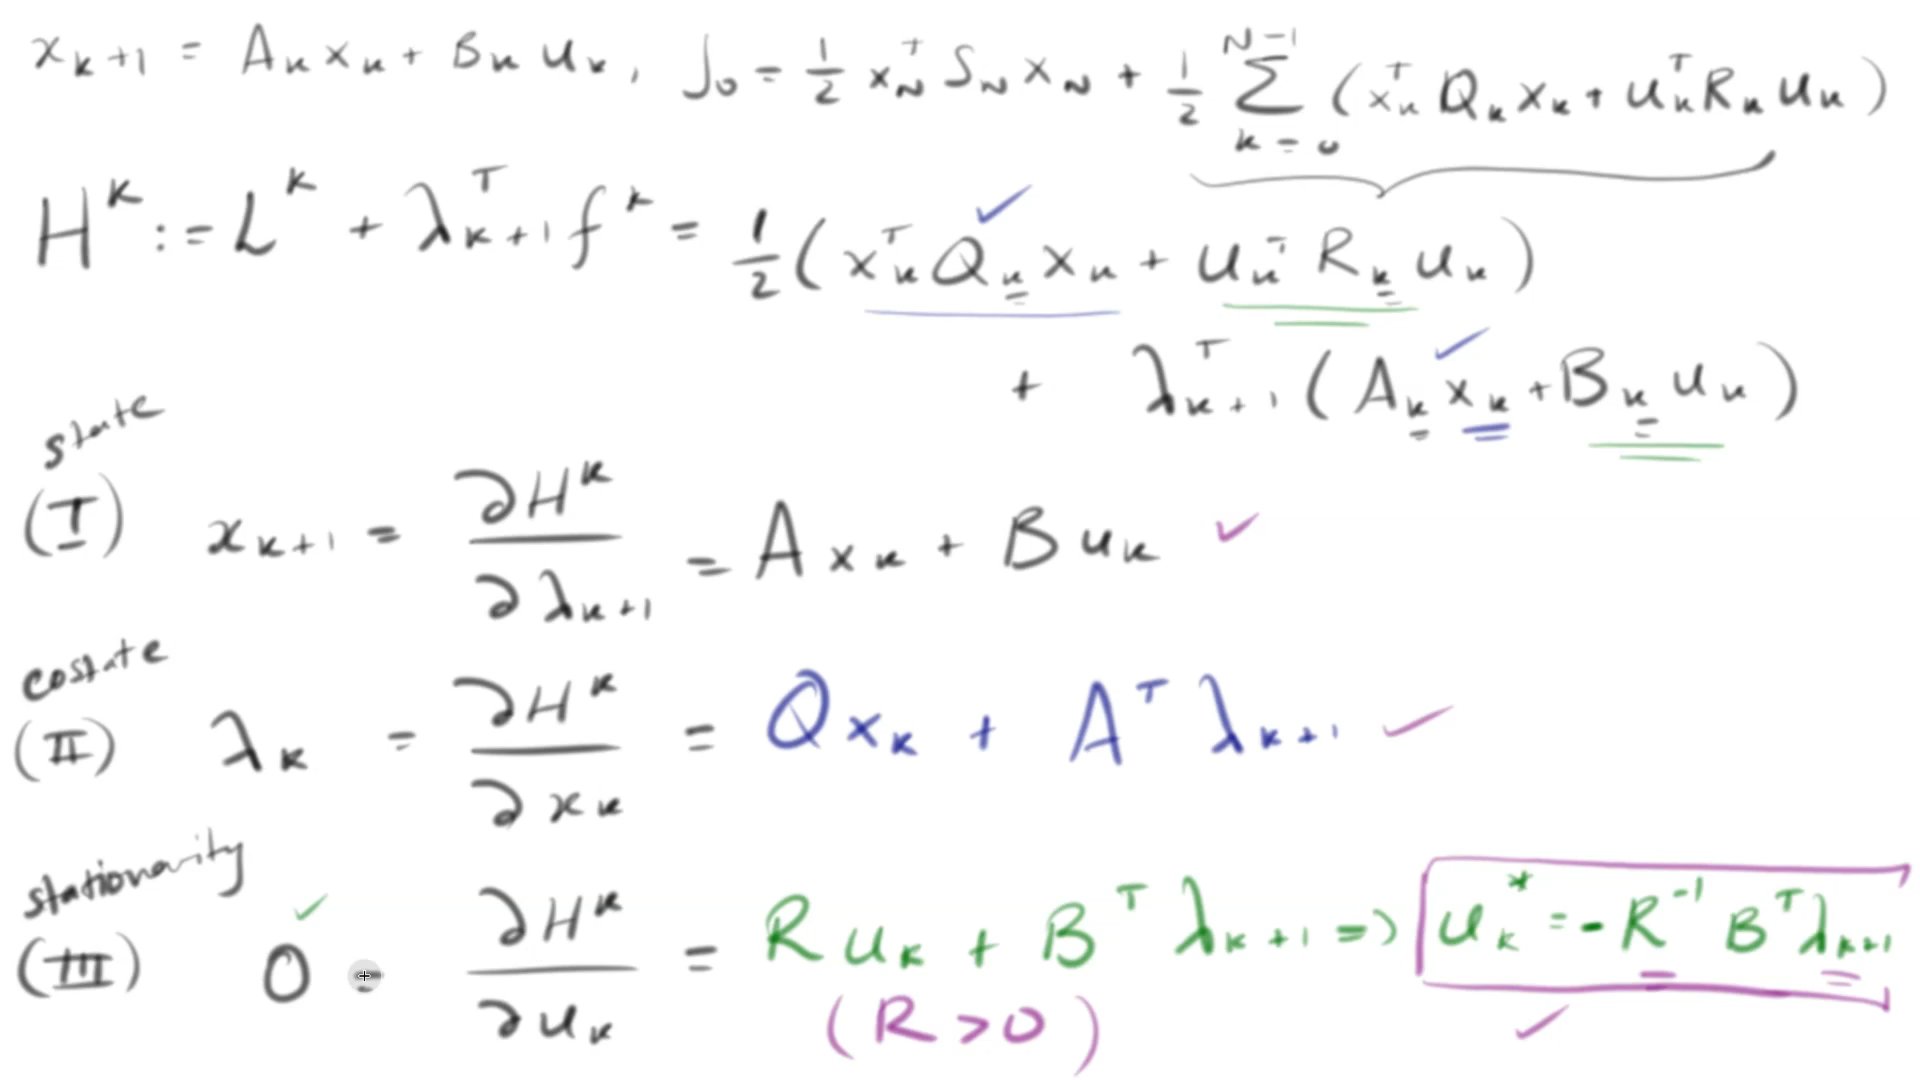 x_{k+1} = A_k x_k + B_k u_k, J_0 = 1/2 x_N^T S_N x_N + 1/2 ∑_{k=0}^{N-1} (x_k^T Q_k x_k + u_k^T R_k u_k)
H^k := L^k + λ_{k+1}^T f^k = 1/2 (x_k^T Q_k x_k + u_k^T R_k u_k)
+ λ_{k+1}^T (A_k x_k + B_k u_k)
state
(I) x_{k+1} = ∂H^k / ∂λ_{k+1} = A x_k + B u_k ✓
costate
(II) λ_k = ∂H^k / ∂x_k = Q x_k + A^T λ_{k+1} ✓
stationarity
(III) 0 = ∂H^k / ∂u_k = R u_k + B^T λ_{k+1} => u_k^* = -R^{-1} B^T λ_{k+1}
(R > 0) ✓